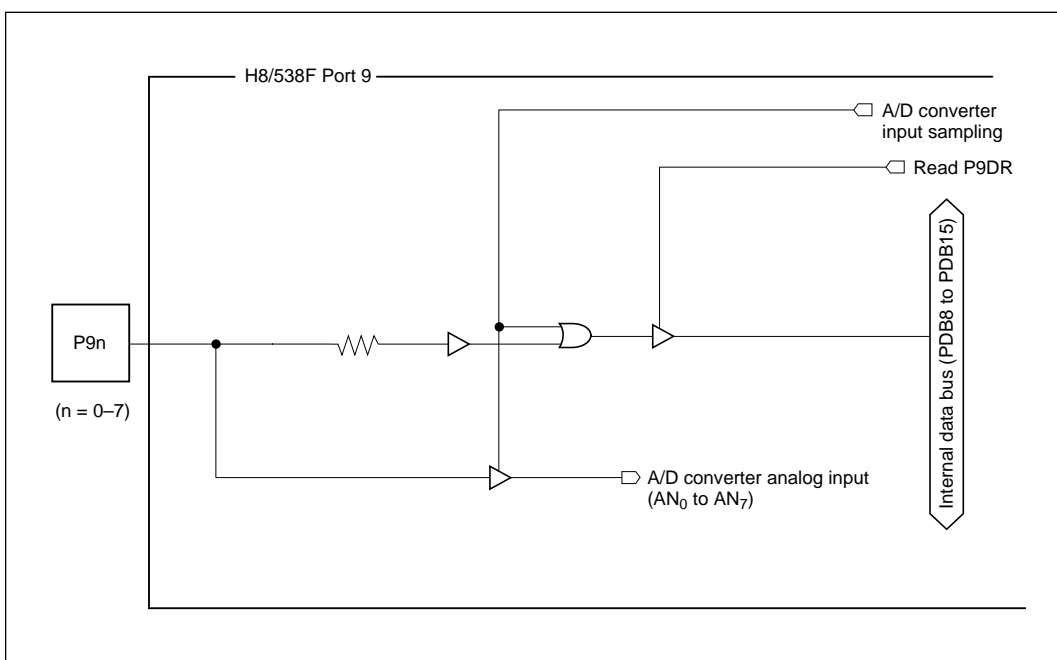 H8/538F Port 9
A/D converter
input sampling
Read P9DR
Internal data bus (PDB8 to PDB15)
P9n
(n = 0–7)
A/D converter analog input
(AN0 to AN7)